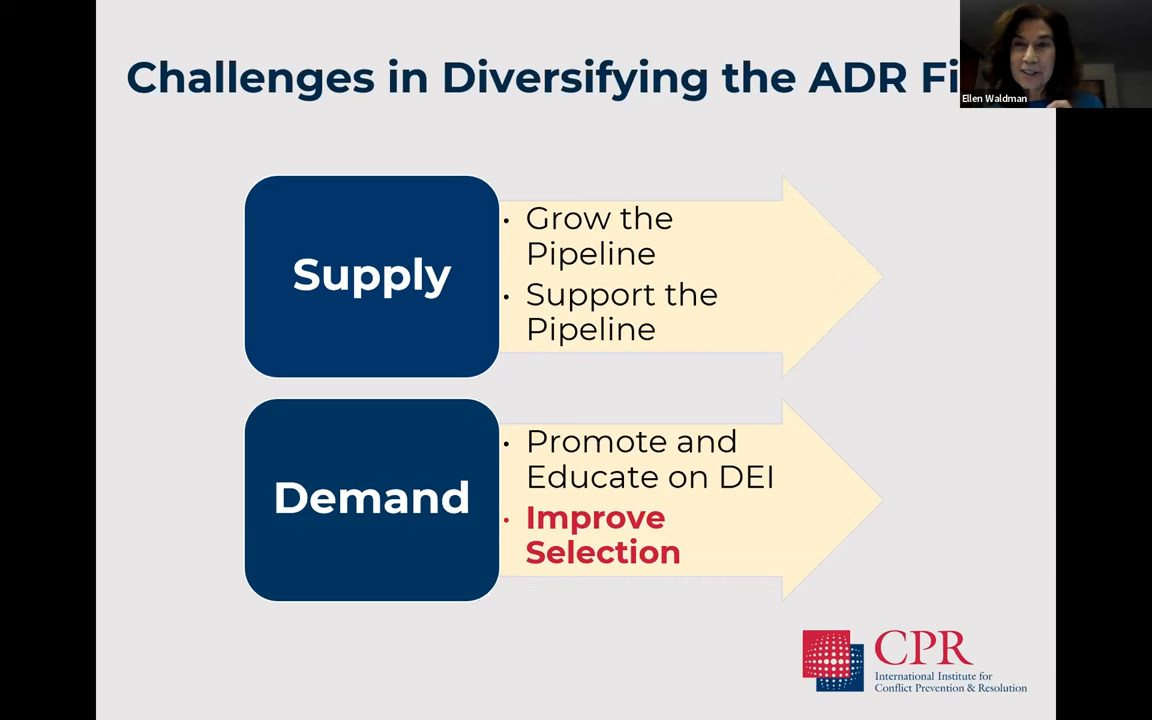 Challenges in Diversifying the ADR Fi
Ellen Waldman
Supply
• Grow the
Pipeline
• Support the
Pipeline
Demand
• Promote and
Educate on DEI
• Improve
Selection
CPR
International Institute for
Conflict Prevention & Resolution